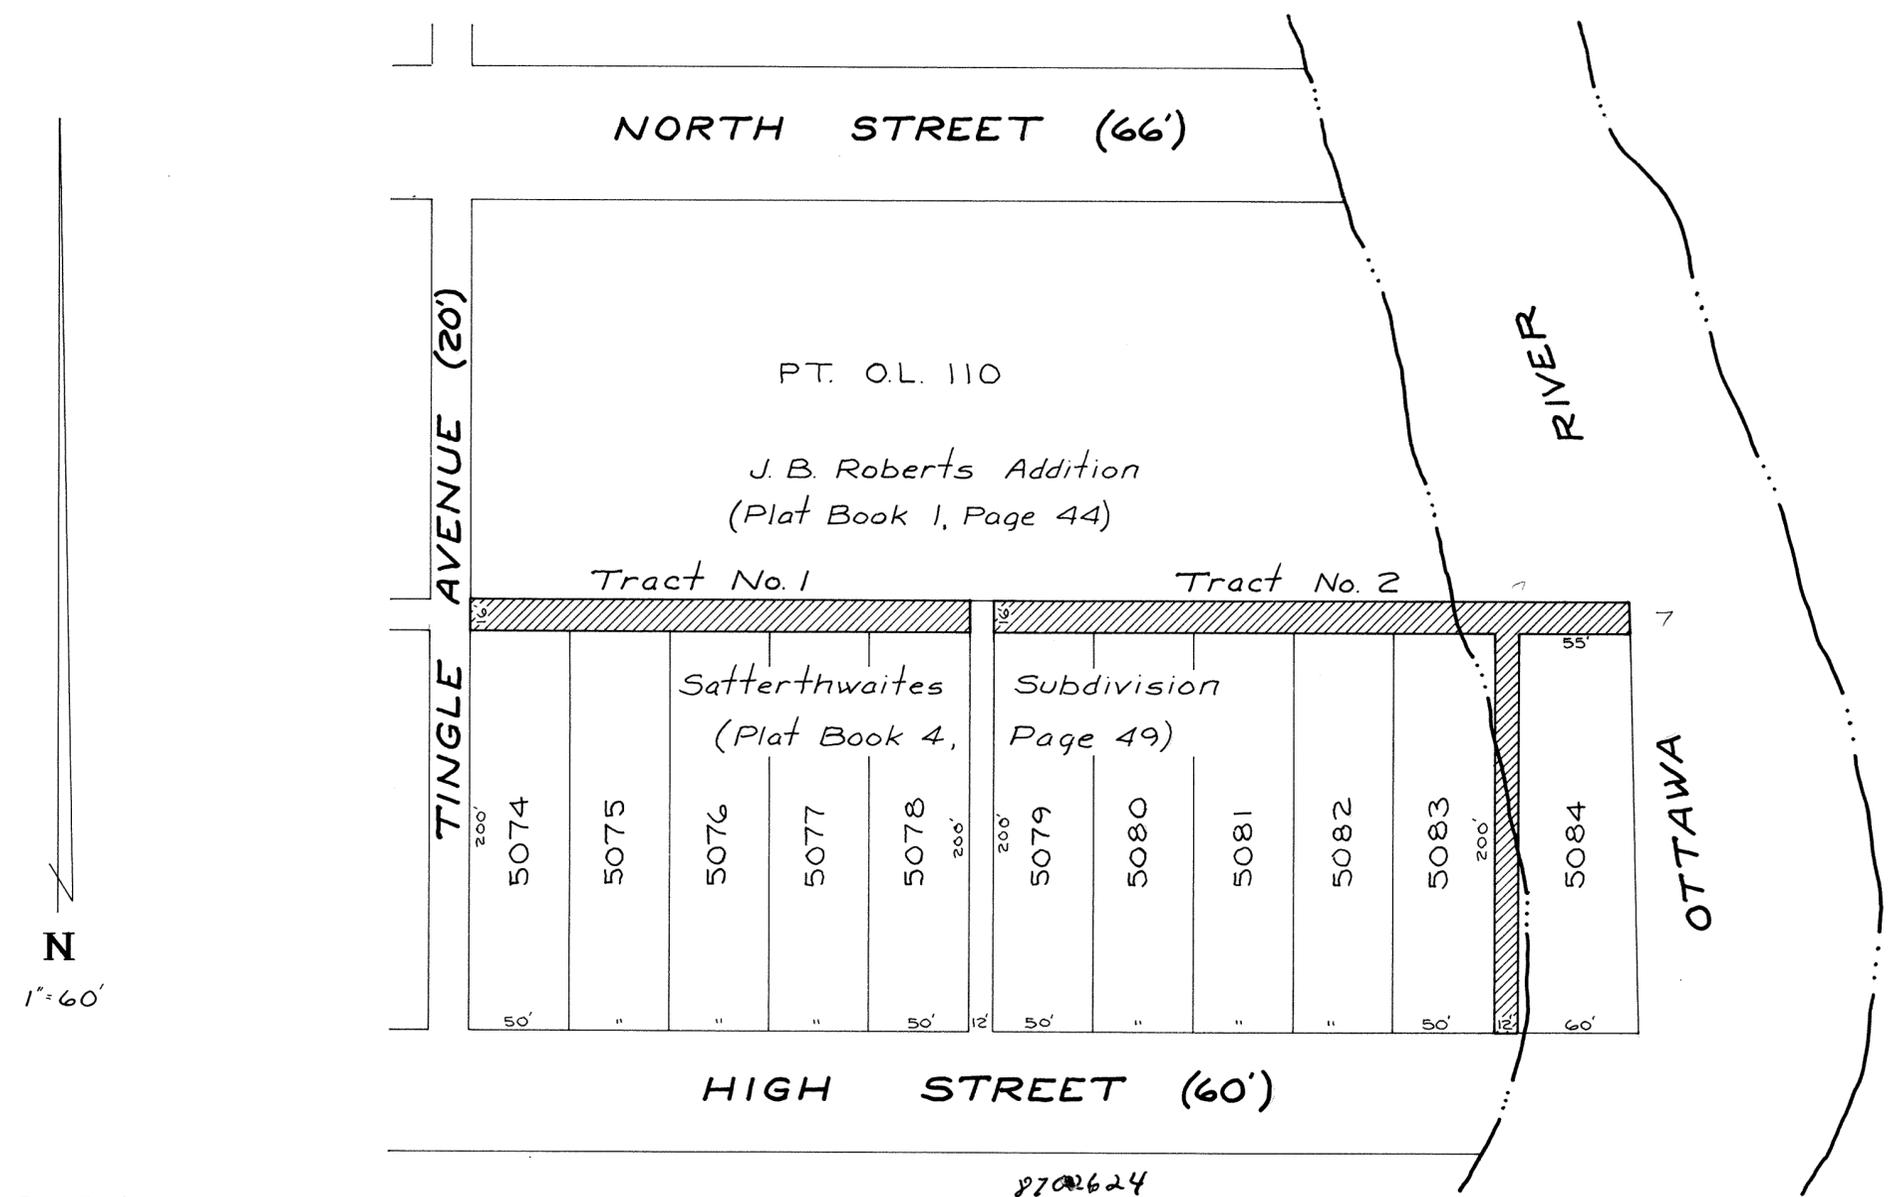 NORTH STREET (66')
TINGLE AVENUE (20')
RIVER
PT. O.L. 110
J. B. Roberts Addition
(Plat Book 1, Page 44)
Tract No. 1
Tract No. 2
16'
16'
55'
Satterthwaites Subdivision
(Plat Book 4, Page 49)
200'
5074
5075
5076
5077
5078
200'
200'
5079
5080
5081
5082
5083
200'
5084
OTTAWA
N
1"=60'
50' " " " 50' 12' 50' " " " 50' 12' 60'
HIGH STREET (60')